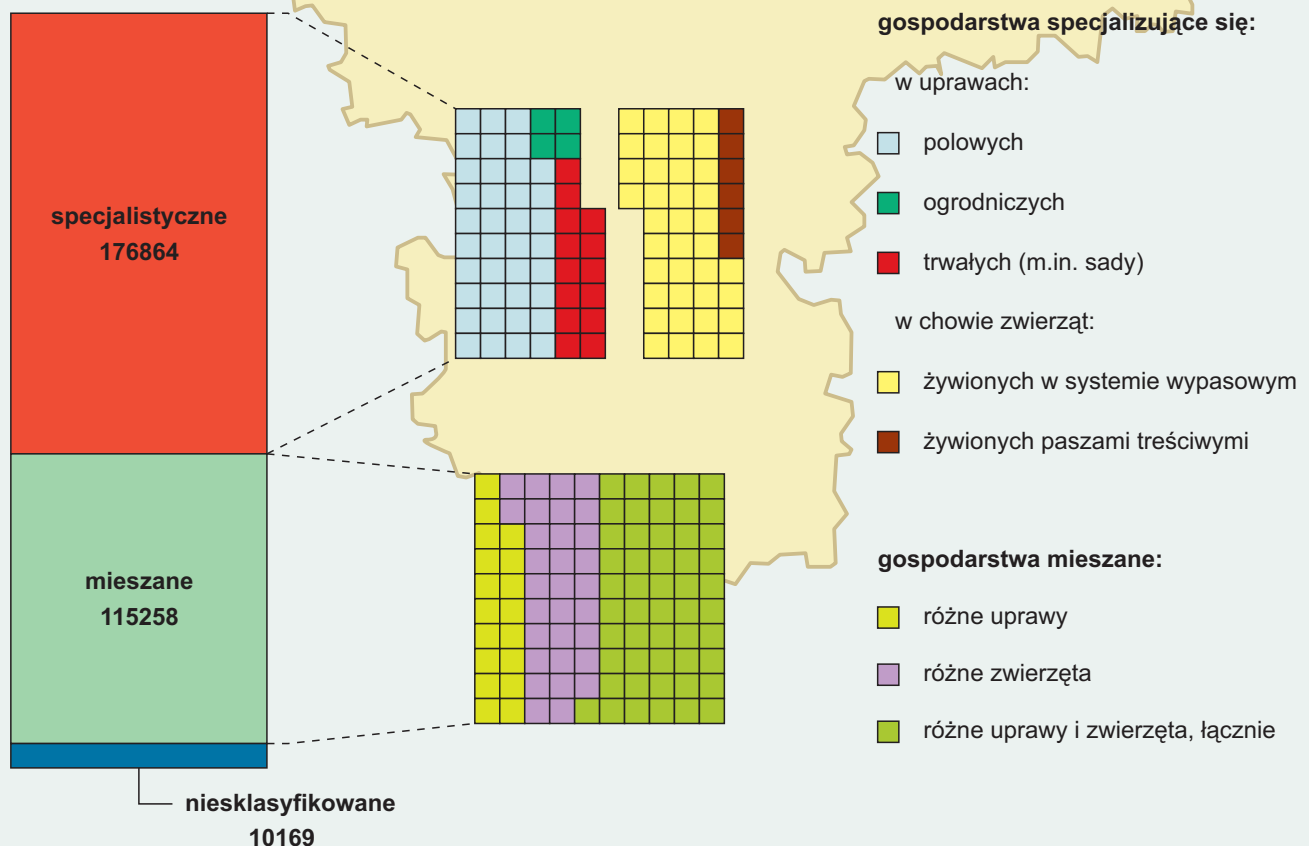 specjalistyczne
176864
mieszane
115258
niesklasyfikowane
10169
gospodarstwa specjalizujące się:
w uprawach:
polowych
ogrodniczych
trwałych (m.in. sady)
w chowie zwierząt:
żywionych w systemie wypasowym
żywionych paszami treściwymi
gospodarstwa mieszane:
różne uprawy
różne zwierzęta
różne uprawy i zwierzęta, łącznie